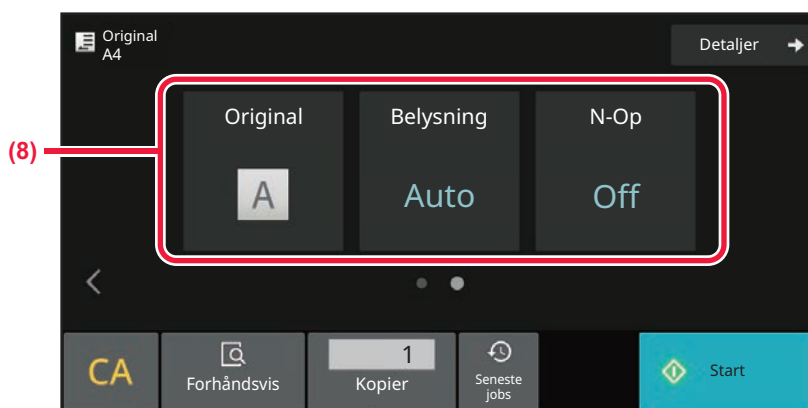 Original
A4
Detaljer
(8)
Original
Belysning
N-Op
A
Auto
Off
CA
Forhåndsvis
1
Kopier
Seneste
jobs
Start